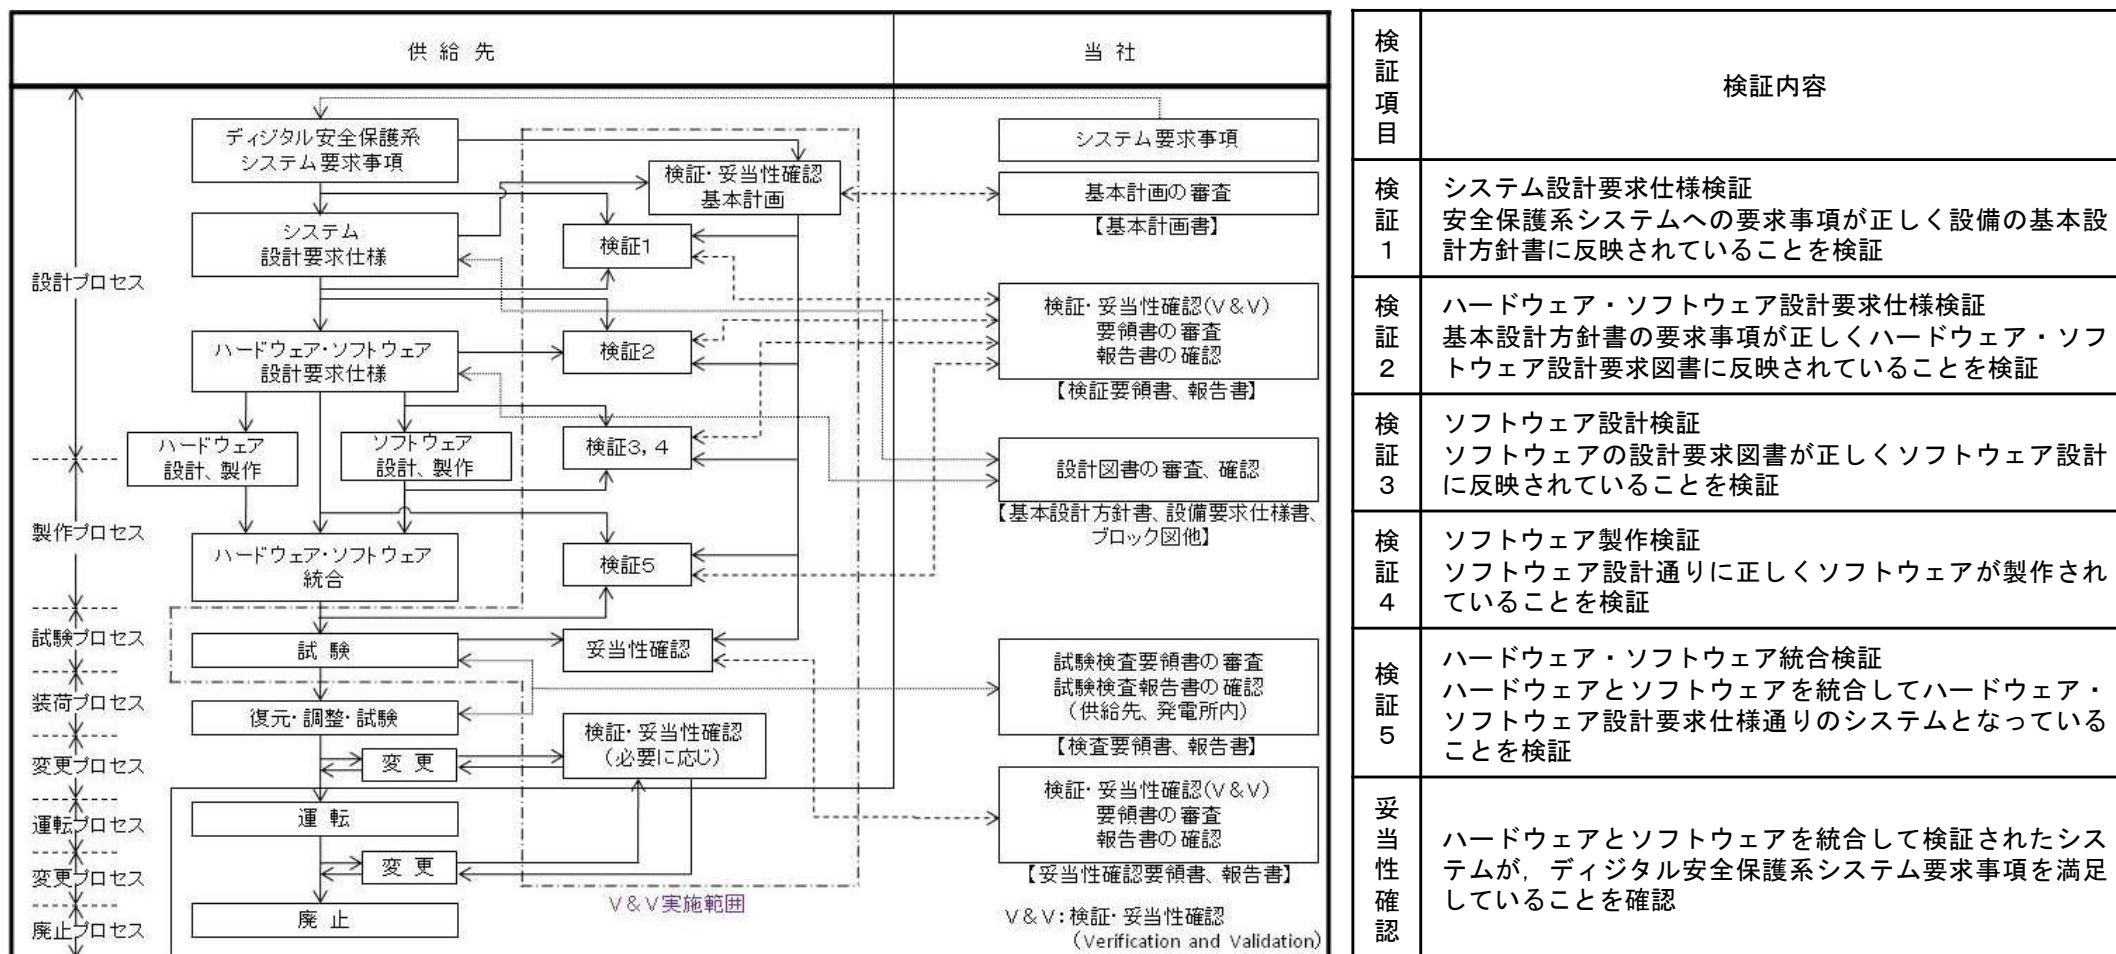 供給先
当社
設計プロセス
製作プロセス
試験プロセス
装荷プロセス
変更プロセス
運転プロセス
変更プロセス
廃止プロセス
ディジタル安全保護系
システム要求事項
検証・妥当性確認
基本計画
システム
設計要求仕様
検証1
ハードウェア・ソフトウェア
設計要求仕様
検証2
ハードウェア
設計、製作
ソフトウェア
設計、製作
検証3, 4
ハードウェア・ソフトウェア
統合
検証5
試験
妥当性確認
復元・調整・試験
検証・妥当性確認
(必要に応じ)
変更
運転
変更
廃止
V&V実施範囲
システム要求事項
基本計画の審査
【基本計画書】
検証・妥当性確認(V&V)
要領書の審査
報告書の確認
【検証要領書、報告書】
設計図書の審査、確認
【基本設計方針書、設備要求仕様書、
ブロック図他】
試験検査要領書の審査
試験検査報告書の確認
(供給先、発電所内)
【検査要領書、報告書】
検証・妥当性確認(V&V)
要領書の審査
報告書の確認
【妥当性確認要領書、報告書】
V&V:検証・妥当性確認
(Verification and Validation)
検証項目
検証内容
検証1
システム設計要求仕様検証
安全保護系システムへの要求事項が正しく設備の基本設
計方針書に反映されていることを検証
検証2
ハードウェア・ソフトウェア設計要求仕様検証
基本設計方針書の要求事項が正しくハードウェア・ソフ
トウェア設計要求図書に反映されていることを検証
検証3
ソフトウェア設計検証
ソフトウェアの設計要求図書が正しくソフトウェア設計
に反映されていることを検証
検証4
ソフトウェア製作検証
ソフトウェア設計通りに正しくソフトウェアが製作され
ていることを検証
検証5
ハードウェア・ソフトウェア統合検証
ハードウェアとソフトウェアを統合してハードウェア・
ソフトウェア設計要求仕様通りのシステムとなっている
ことを検証
妥当性確認
ハードウェアとソフトウェアを統合して検証されたシス
テムが，ディジタル安全保護系システム要求事項を満足
していることを確認